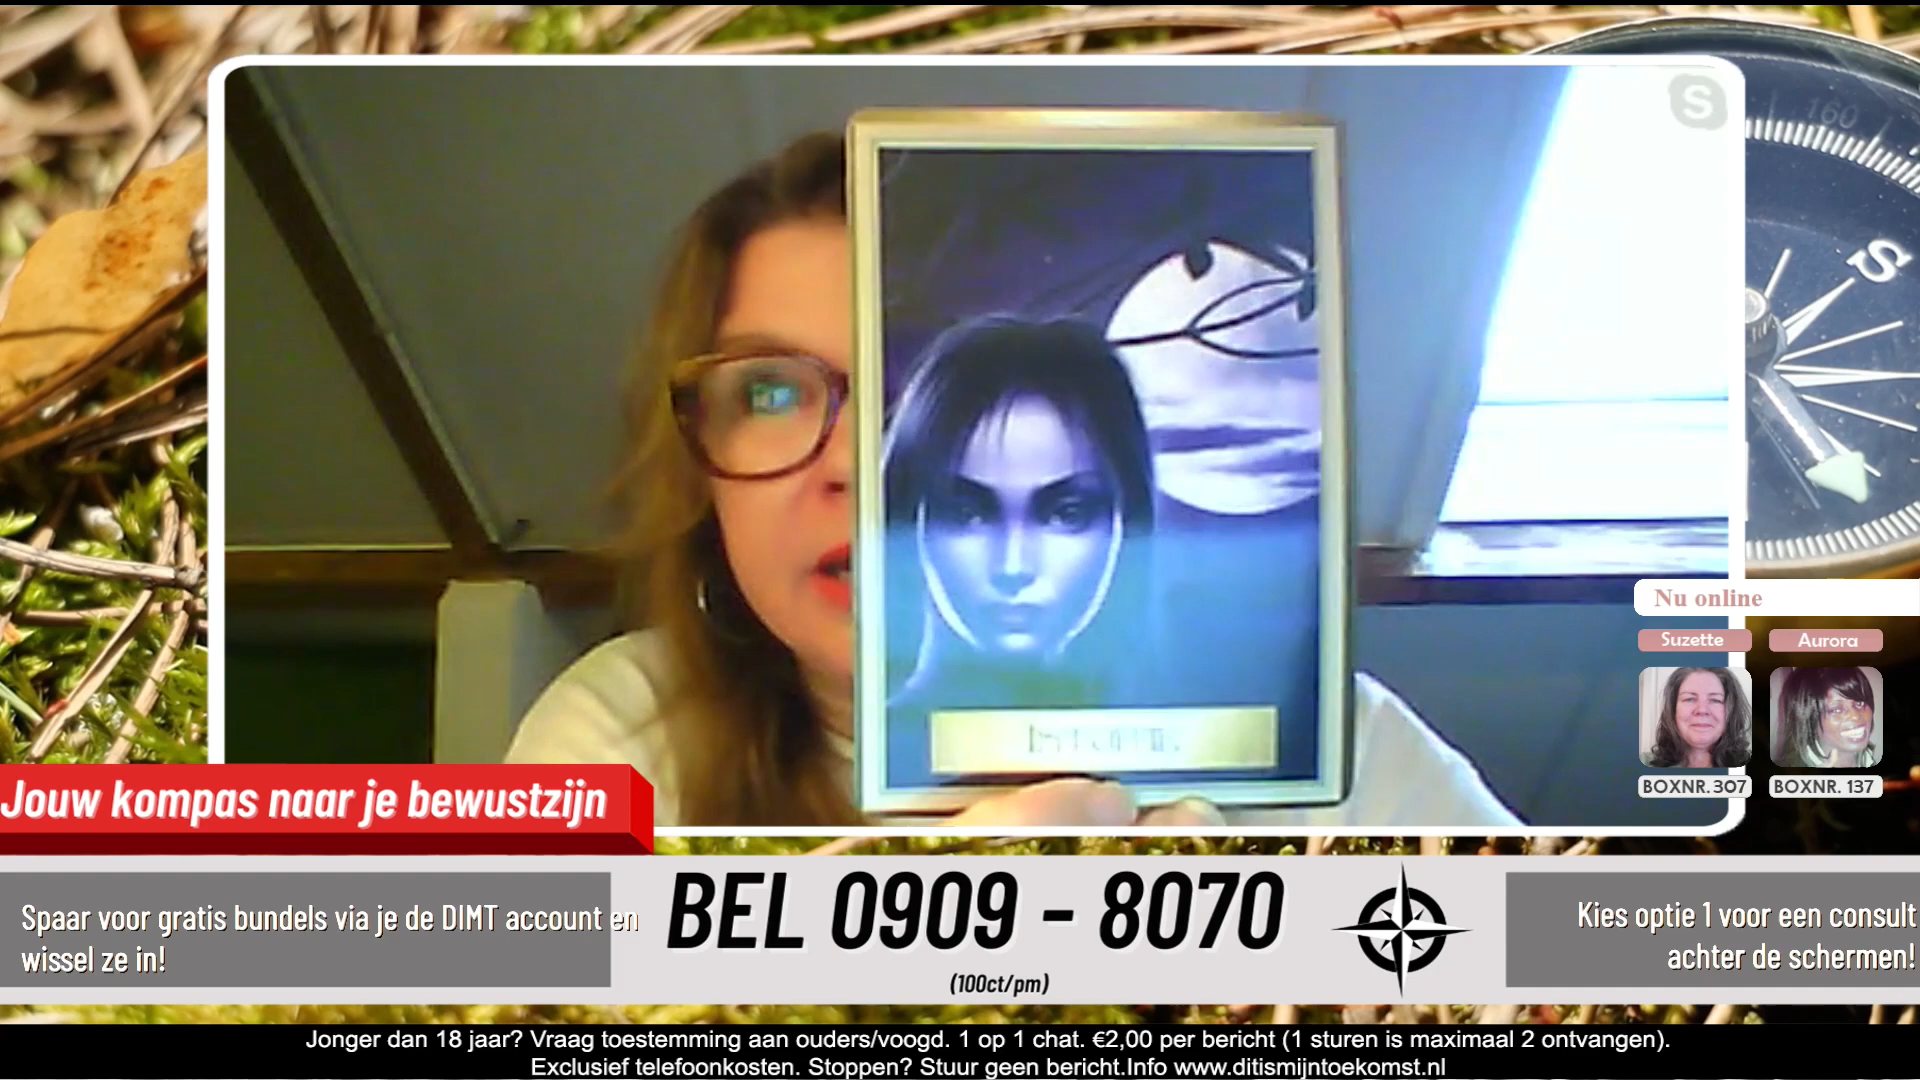 160
S
S
Nu online
Suzette
Aurora
BOXNR. 307
BOXNR. 137
Jouw kompas naar je bewustzijn
Spaar voor gratis bundels via je de DIMT account en
wissel ze in!
BEL 0909 - 8070
(100ct/pm)
Kies optie 1 voor een consult
achter de schermen!
Jonger dan 18 jaar? Vraag toestemming aan ouders/voogd. 1 op 1 chat. €2,00 per bericht (1 sturen is maximaal 2 ontvangen).
Exclusief telefoonkosten. Stoppen? Stuur geen bericht.Info www.ditismijntoekomst.nl